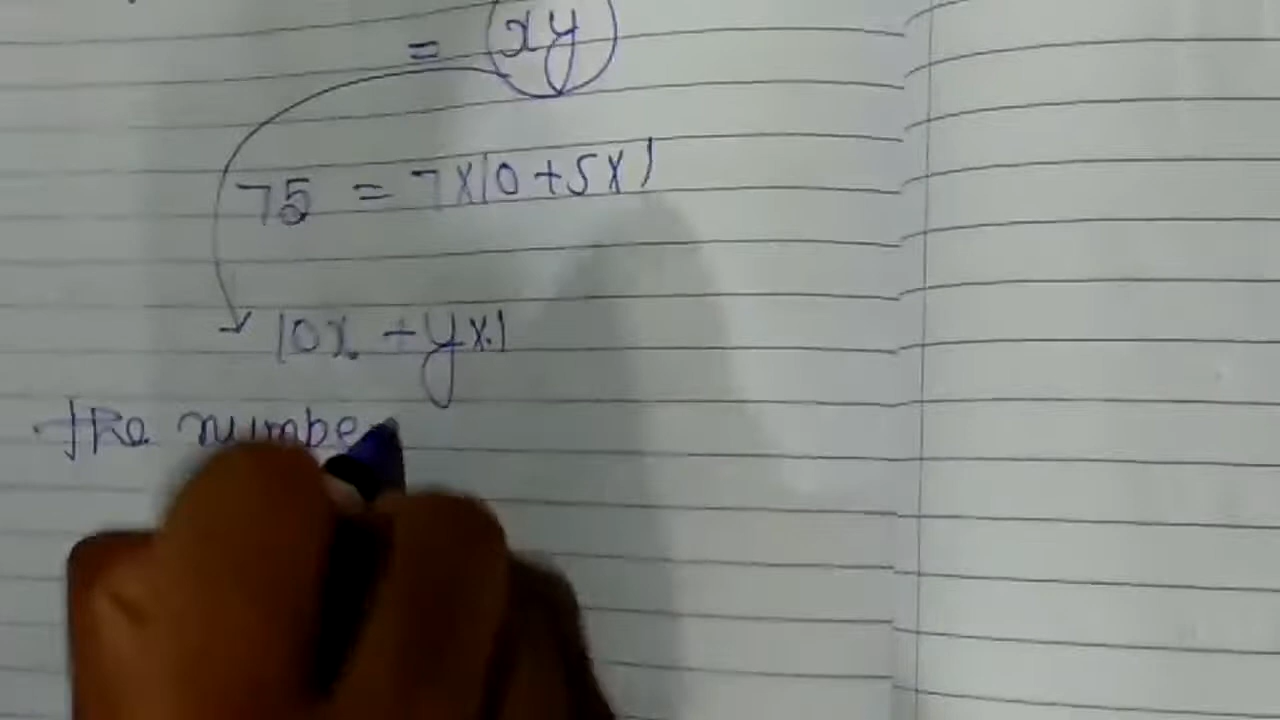 = xy
75 = 7x10+5x1
10x + yx1
The number